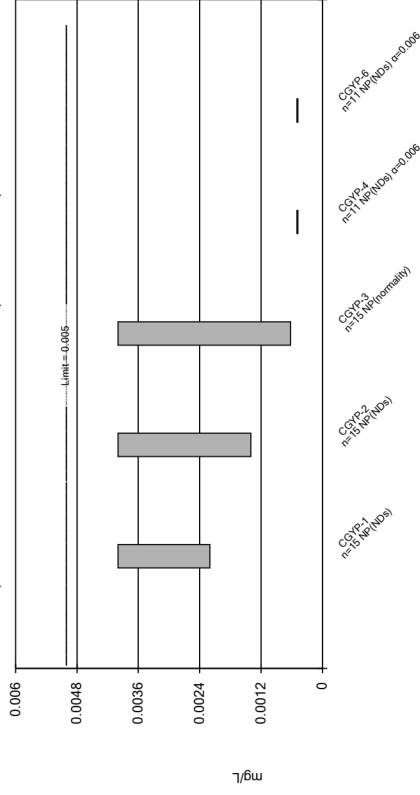 0.006
0.0048
0.0036
0.0024
0.0012
0
mg/L
Limit = 0.005
CGYP-1
n=15 NP(NDs)
CGYP-2
n=15 NP(NDs)
CGYP-3
n=15 NP(normality)
CGYP-4
n=11 NP(NDs) α=0.006
CGYP-6
n=11 NP(NDs) α=0.006